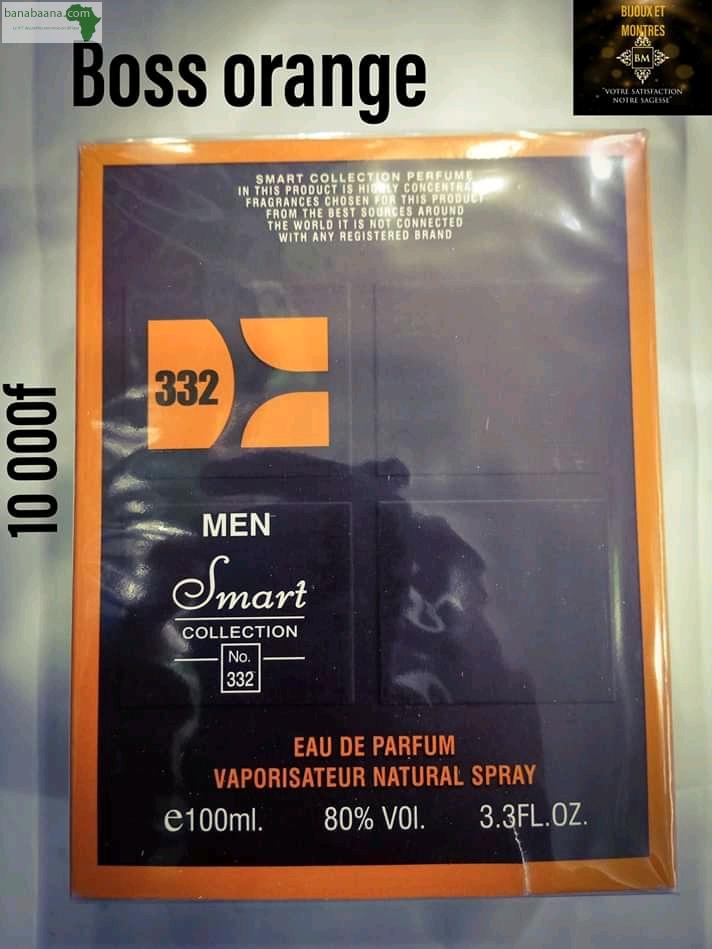 banabaana.com
Boss orange
BIJOUX ET
MONTRES
BM
"VOTRE SATISFACTION
NOTRE SAGESSE"
10 000f
SMART COLLECTION PERFUME
IN THIS PRODUCT IS HIGHLY
FRAGRANCES CHOSEN FOR THIS PRODUCT
FROM THE BEST SOURCES AROUND
THE WORLD IT IS NOT CONNECTED
WITH ANY REGISTERED BRAND
332
MEN
Smart
COLLECTION
No.
332
EAU DE PARFUM
VAPORISATEUR NATURAL SPRAY
e100ml. 80% VOl. 3.3FL.OZ.